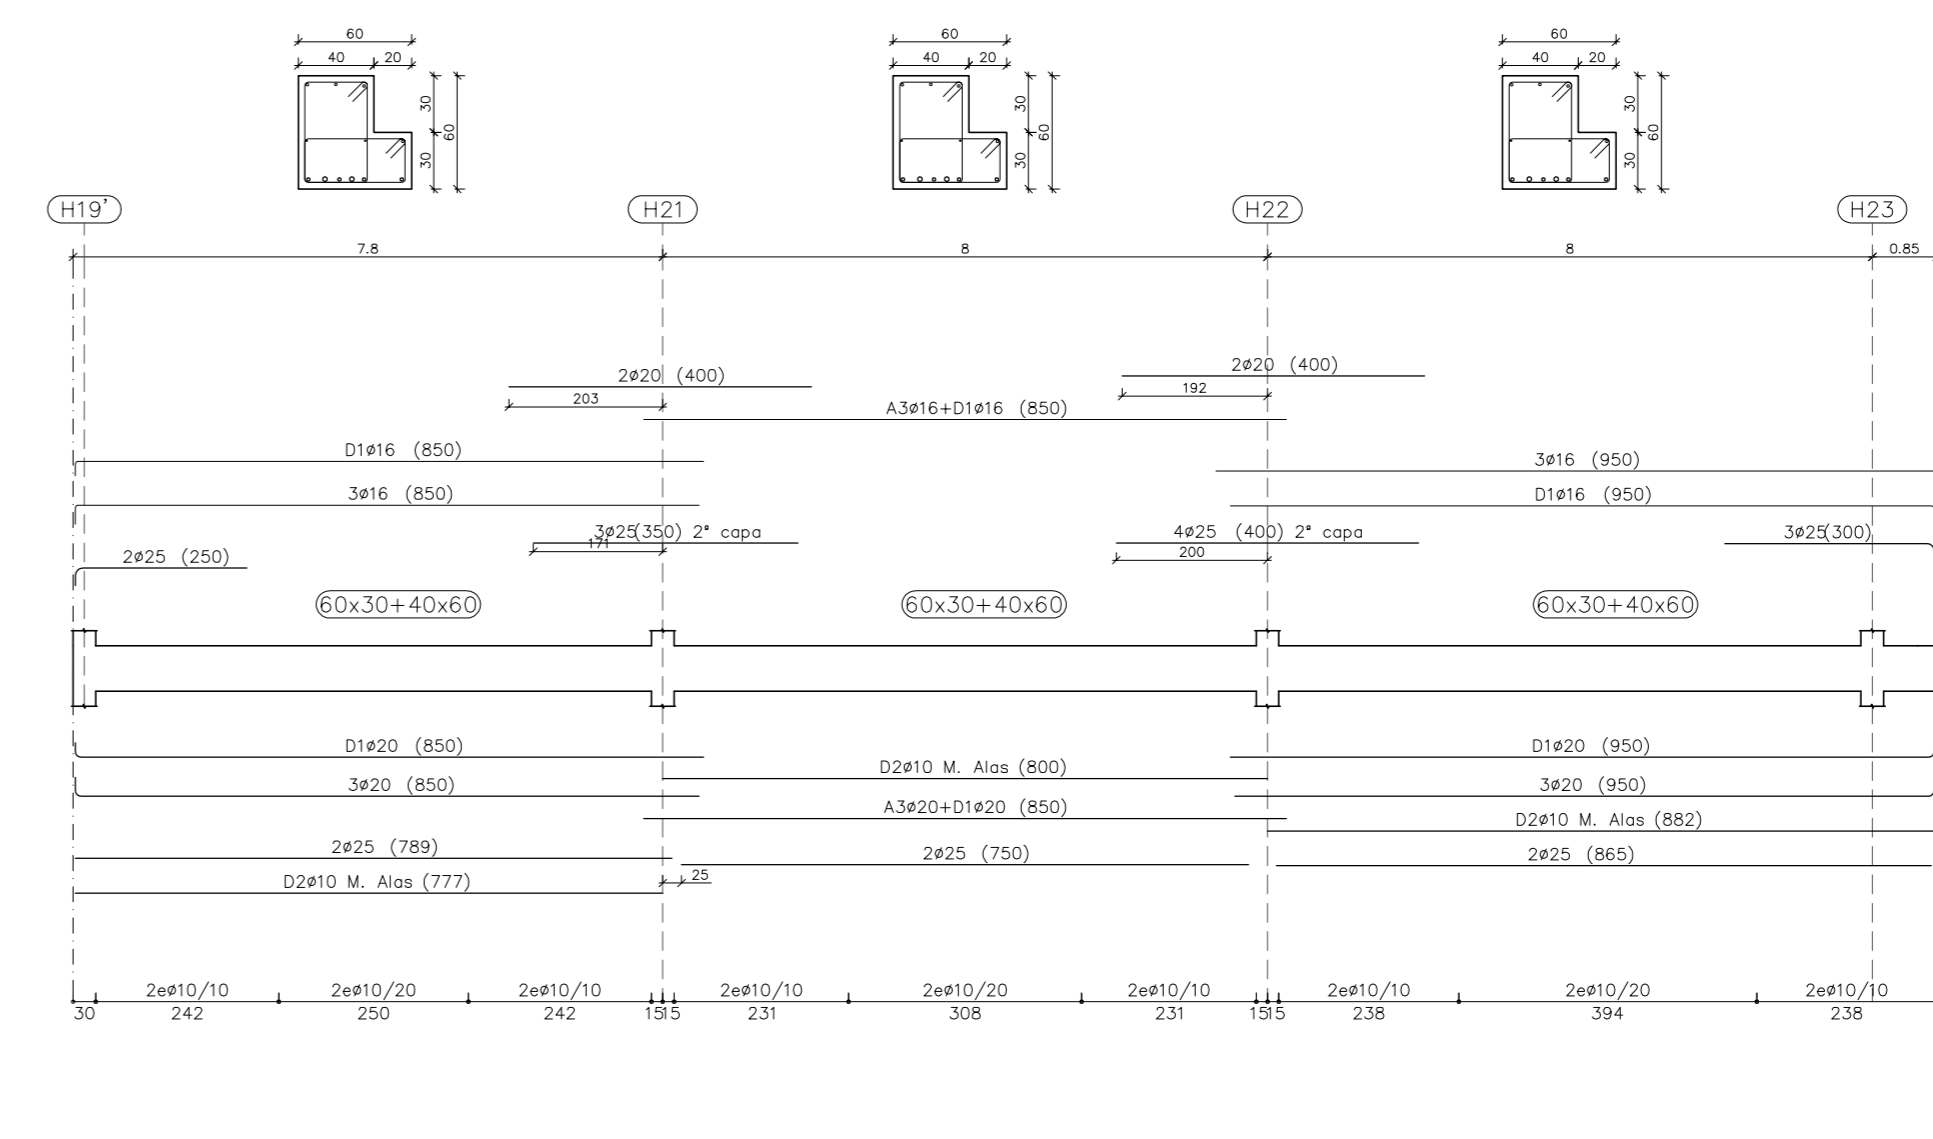 60 60 60
40 20 40 20 40 20
30 30 30
60 60 60
30 30 30
H19' H21 H22 H23
7.8 8 8 0.85
2ø20 (400)
192
2ø20 (400)
203
A3ø16+D1ø16 (850)
D1ø16 (850)
3ø16 (950)
3ø16 (850)
D1ø16 (950)
3ø25(350) 2ª capa
171
4ø25 (400) 2ª capa
200
3ø25(300)
2ø25 (250)
60x30+40x60 60x30+40x60 60x30+40x60
D1ø20 (850)
D1ø20 (950)
D2ø10 M. Alas (800)
3ø20 (850)
3ø20 (950)
A3ø20+D1ø20 (850)
D2ø10 M. Alas (882)
2ø25 (789)
2ø25 (750)
2ø25 (865)
25
D2ø10 M. Alas (777)
2eø10/10 2eø10/20 2eø10/10 2eø10/10 2eø10/20 2eø10/10 2eø10/10 2eø10/20 2eø10/10
30 242 250 242 15 15 231 308 231 15 15 238 394 238